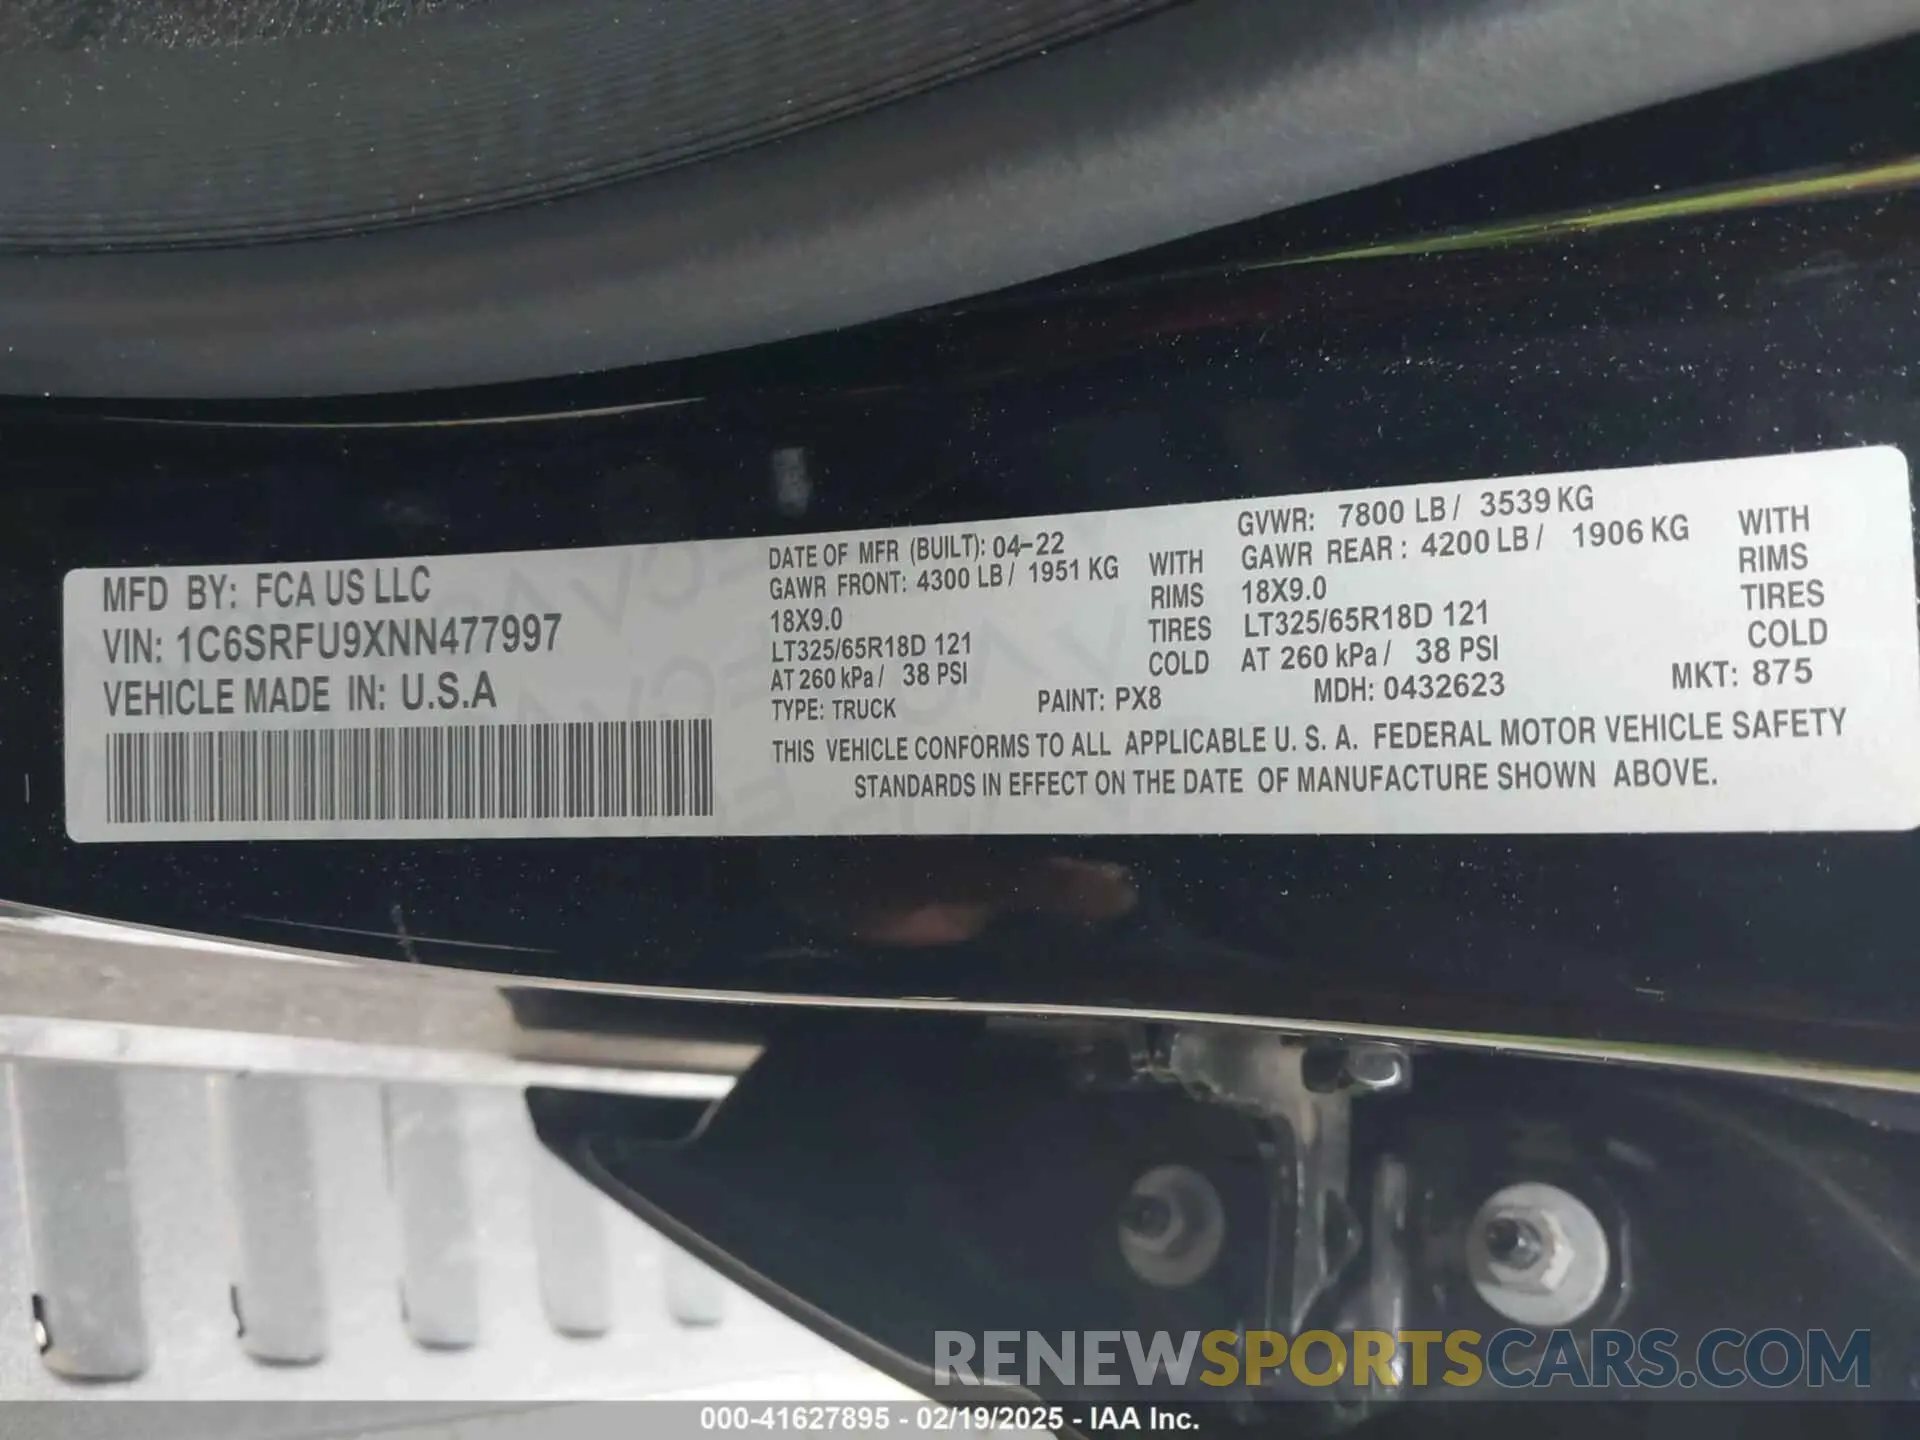 MFD BY: FCA US LLC
VIN: 1C6SRFU9XNN477997
VEHICLE MADE IN: U.S.A
DATE OF MFR (BUILT): 04-22
GAWR FRONT: 4300 LB / 1951 KG WITH
18X9.0 RIMS
LT325/65R18D 121 TIRES
AT 260 kPa / 38 PSI COLD
GVWR: 7800 LB / 3539 KG
GAWR REAR : 4200 LB / 1906 KG WITH
18X9.0 RIMS
LT325/65R18D 121 TIRES
AT 260 kPa / 38 PSI COLD
TYPE: TRUCK PAINT: PX8 MDH: 0432623 MKT: 875
THIS VEHICLE CONFORMS TO ALL APPLICABLE U. S. A. FEDERAL MOTOR VEHICLE SAFETY
STANDARDS IN EFFECT ON THE DATE OF MANUFACTURE SHOWN ABOVE.
RENEWSPORTSCARS.COM
000-41627895 - 02/19/2025 - IAA Inc.